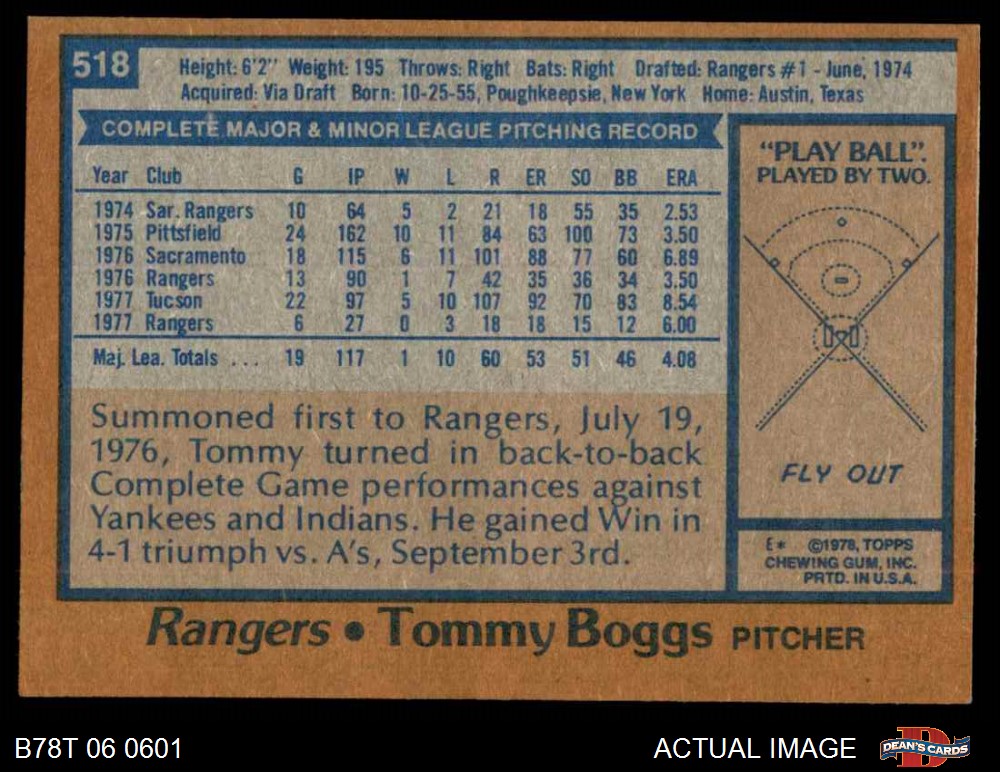 518
Height: 6'2" Weight: 195 Throws: Right Bats: Right Drafted: Rangers #1 - June, 1974
Acquired: Via Draft Born: 10-25-55, Poughkeepsie, New York Home: Austin, Texas
COMPLETE MAJOR & MINOR LEAGUE PITCHING RECORD
Year Club G IP W L R ER SO BB ERA
1974 Sar. Rangers 10 64 5 2 21 18 55 35 2.53
1975 Pittsfield 24 162 10 11 84 63 100 73 3.50
1976 Sacramento 18 115 6 11 101 88 77 60 6.89
1976 Rangers 13 90 1 7 42 35 36 34 3.50
1977 Tucson 22 97 5 10 107 92 70 83 8.54
1977 Rangers 6 27 0 3 18 18 15 12 6.00
Maj. Lea. Totals ... 19 117 1 10 60 53 51 46 4.08
Summoned first to Rangers, July 19,
1976, Tommy turned in back-to-back
Complete Game performances against
Yankees and Indians. He gained Win in
4-1 triumph vs. A's, September 3rd.
"PLAY BALL".
PLAYED BY TWO.
FLY OUT
E* ©1978, TOPPS
CHEWING GUM, INC.
PRTD. IN U.S.A.
Rangers • Tommy Boggs PITCHER
B78T 06 0601
ACTUAL IMAGE
D
DEAN'S CARDS